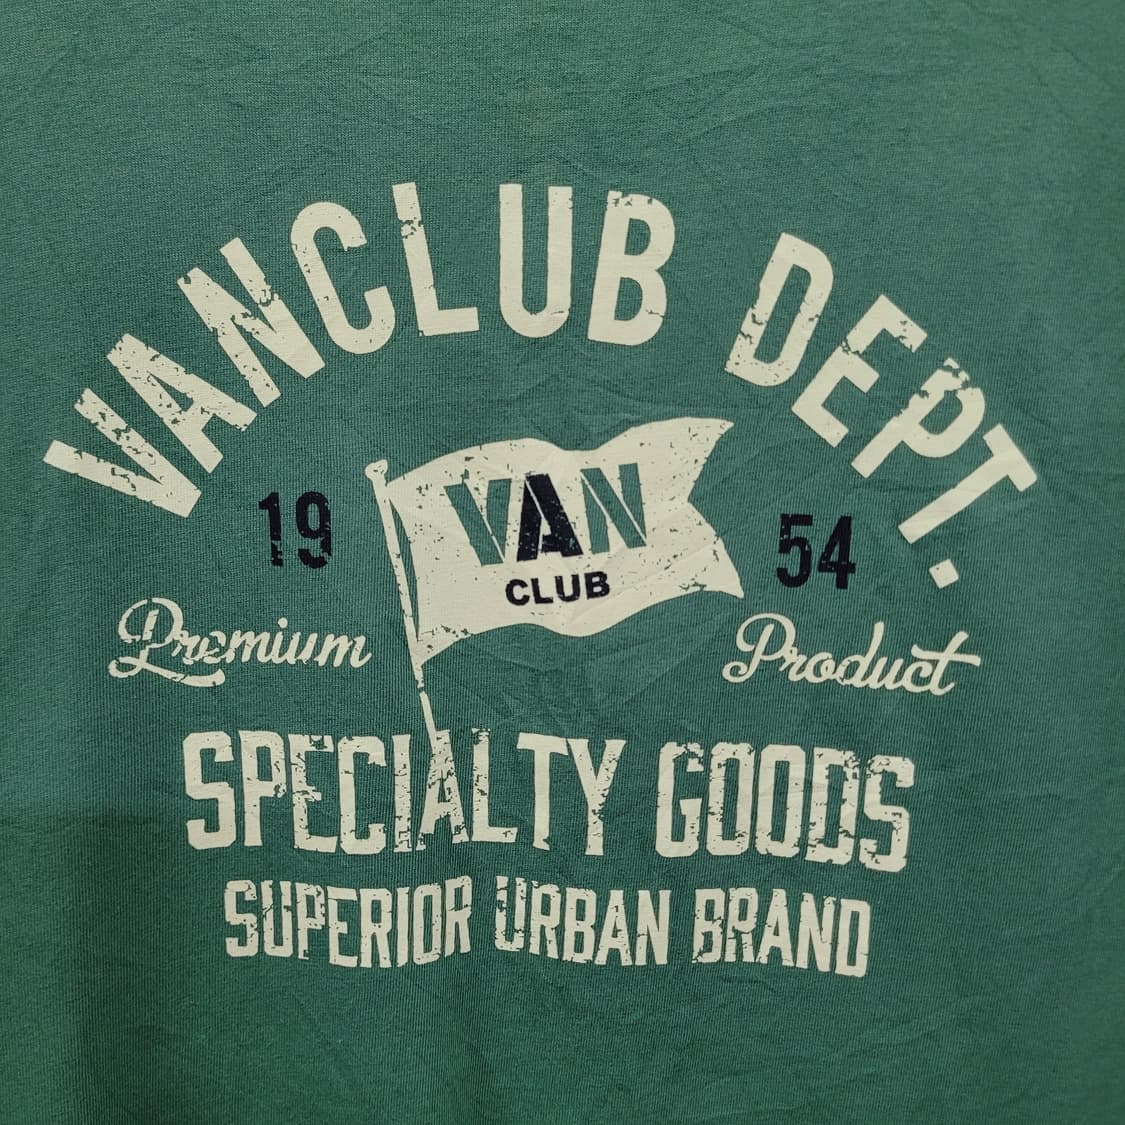 VANCLUB DEPT.
VAN
CLUB
19 54
Premium Product
SPECIALTY GOODS
SUPERIOR URBAN BRAND